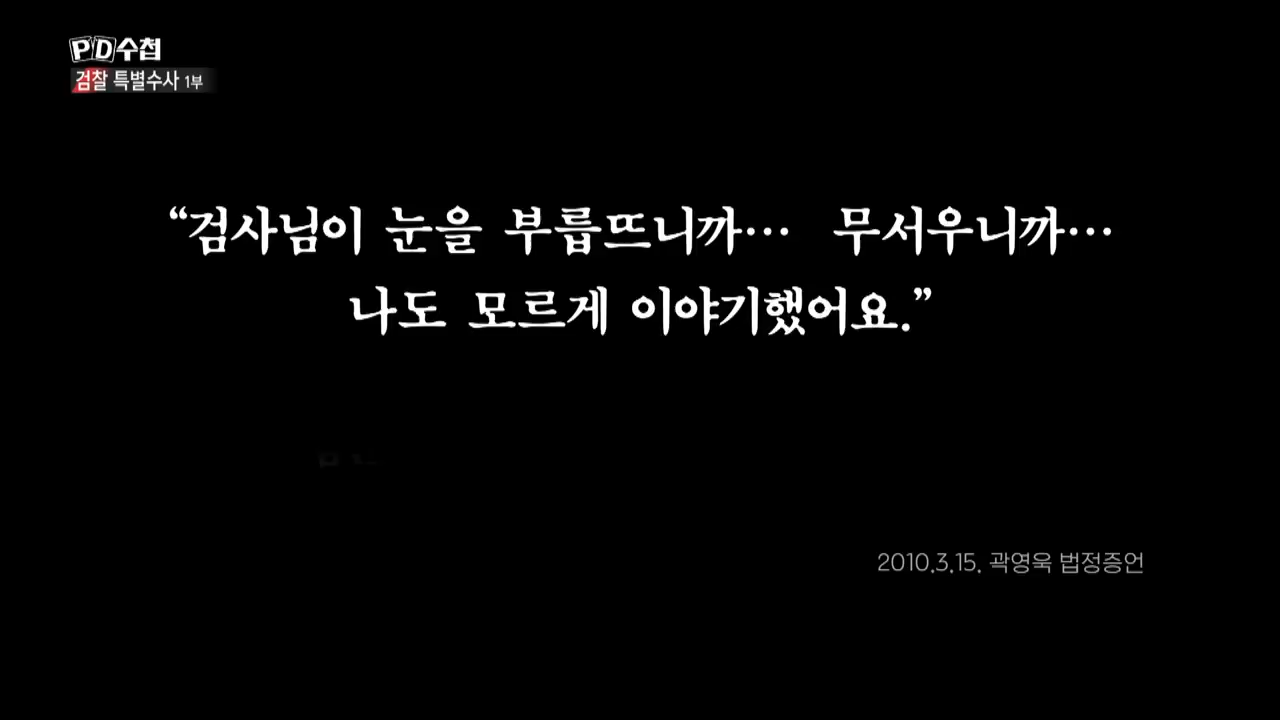 PD수첩
검찰 특별수사 1부
“검사님이 눈을 부릅뜨니까… 무서우니까…
나도 모르게 이야기했어요.”
2010.3.15. 곽영욱 법정증언